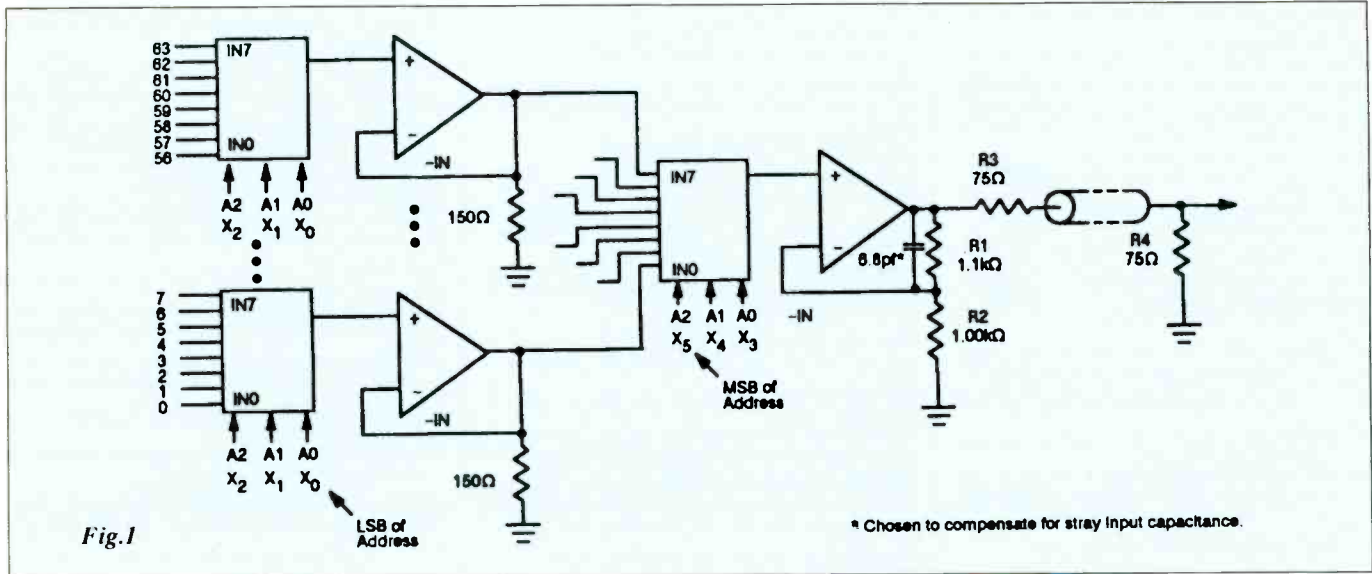 63
62
61
60
59
58
57
56
IN7
IN0
A2 A1 A0
X2 X1 X0
+
−
–IN
150Ω
7
6
5
4
3
2
1
0
IN7
IN0
A2 A1 A0
X2 X1 X0
LSB of
Address
+
−
–IN
150Ω
IN7
IN0
A2 A1 A0
X5 X4 X3
MSB of
Address
+
−
–IN
6.8pf*
R1
1.1kΩ
R2
1.00kΩ
R3
75Ω
R4
75Ω
Fig.1
* Chosen to compensate for stray input capacitance.